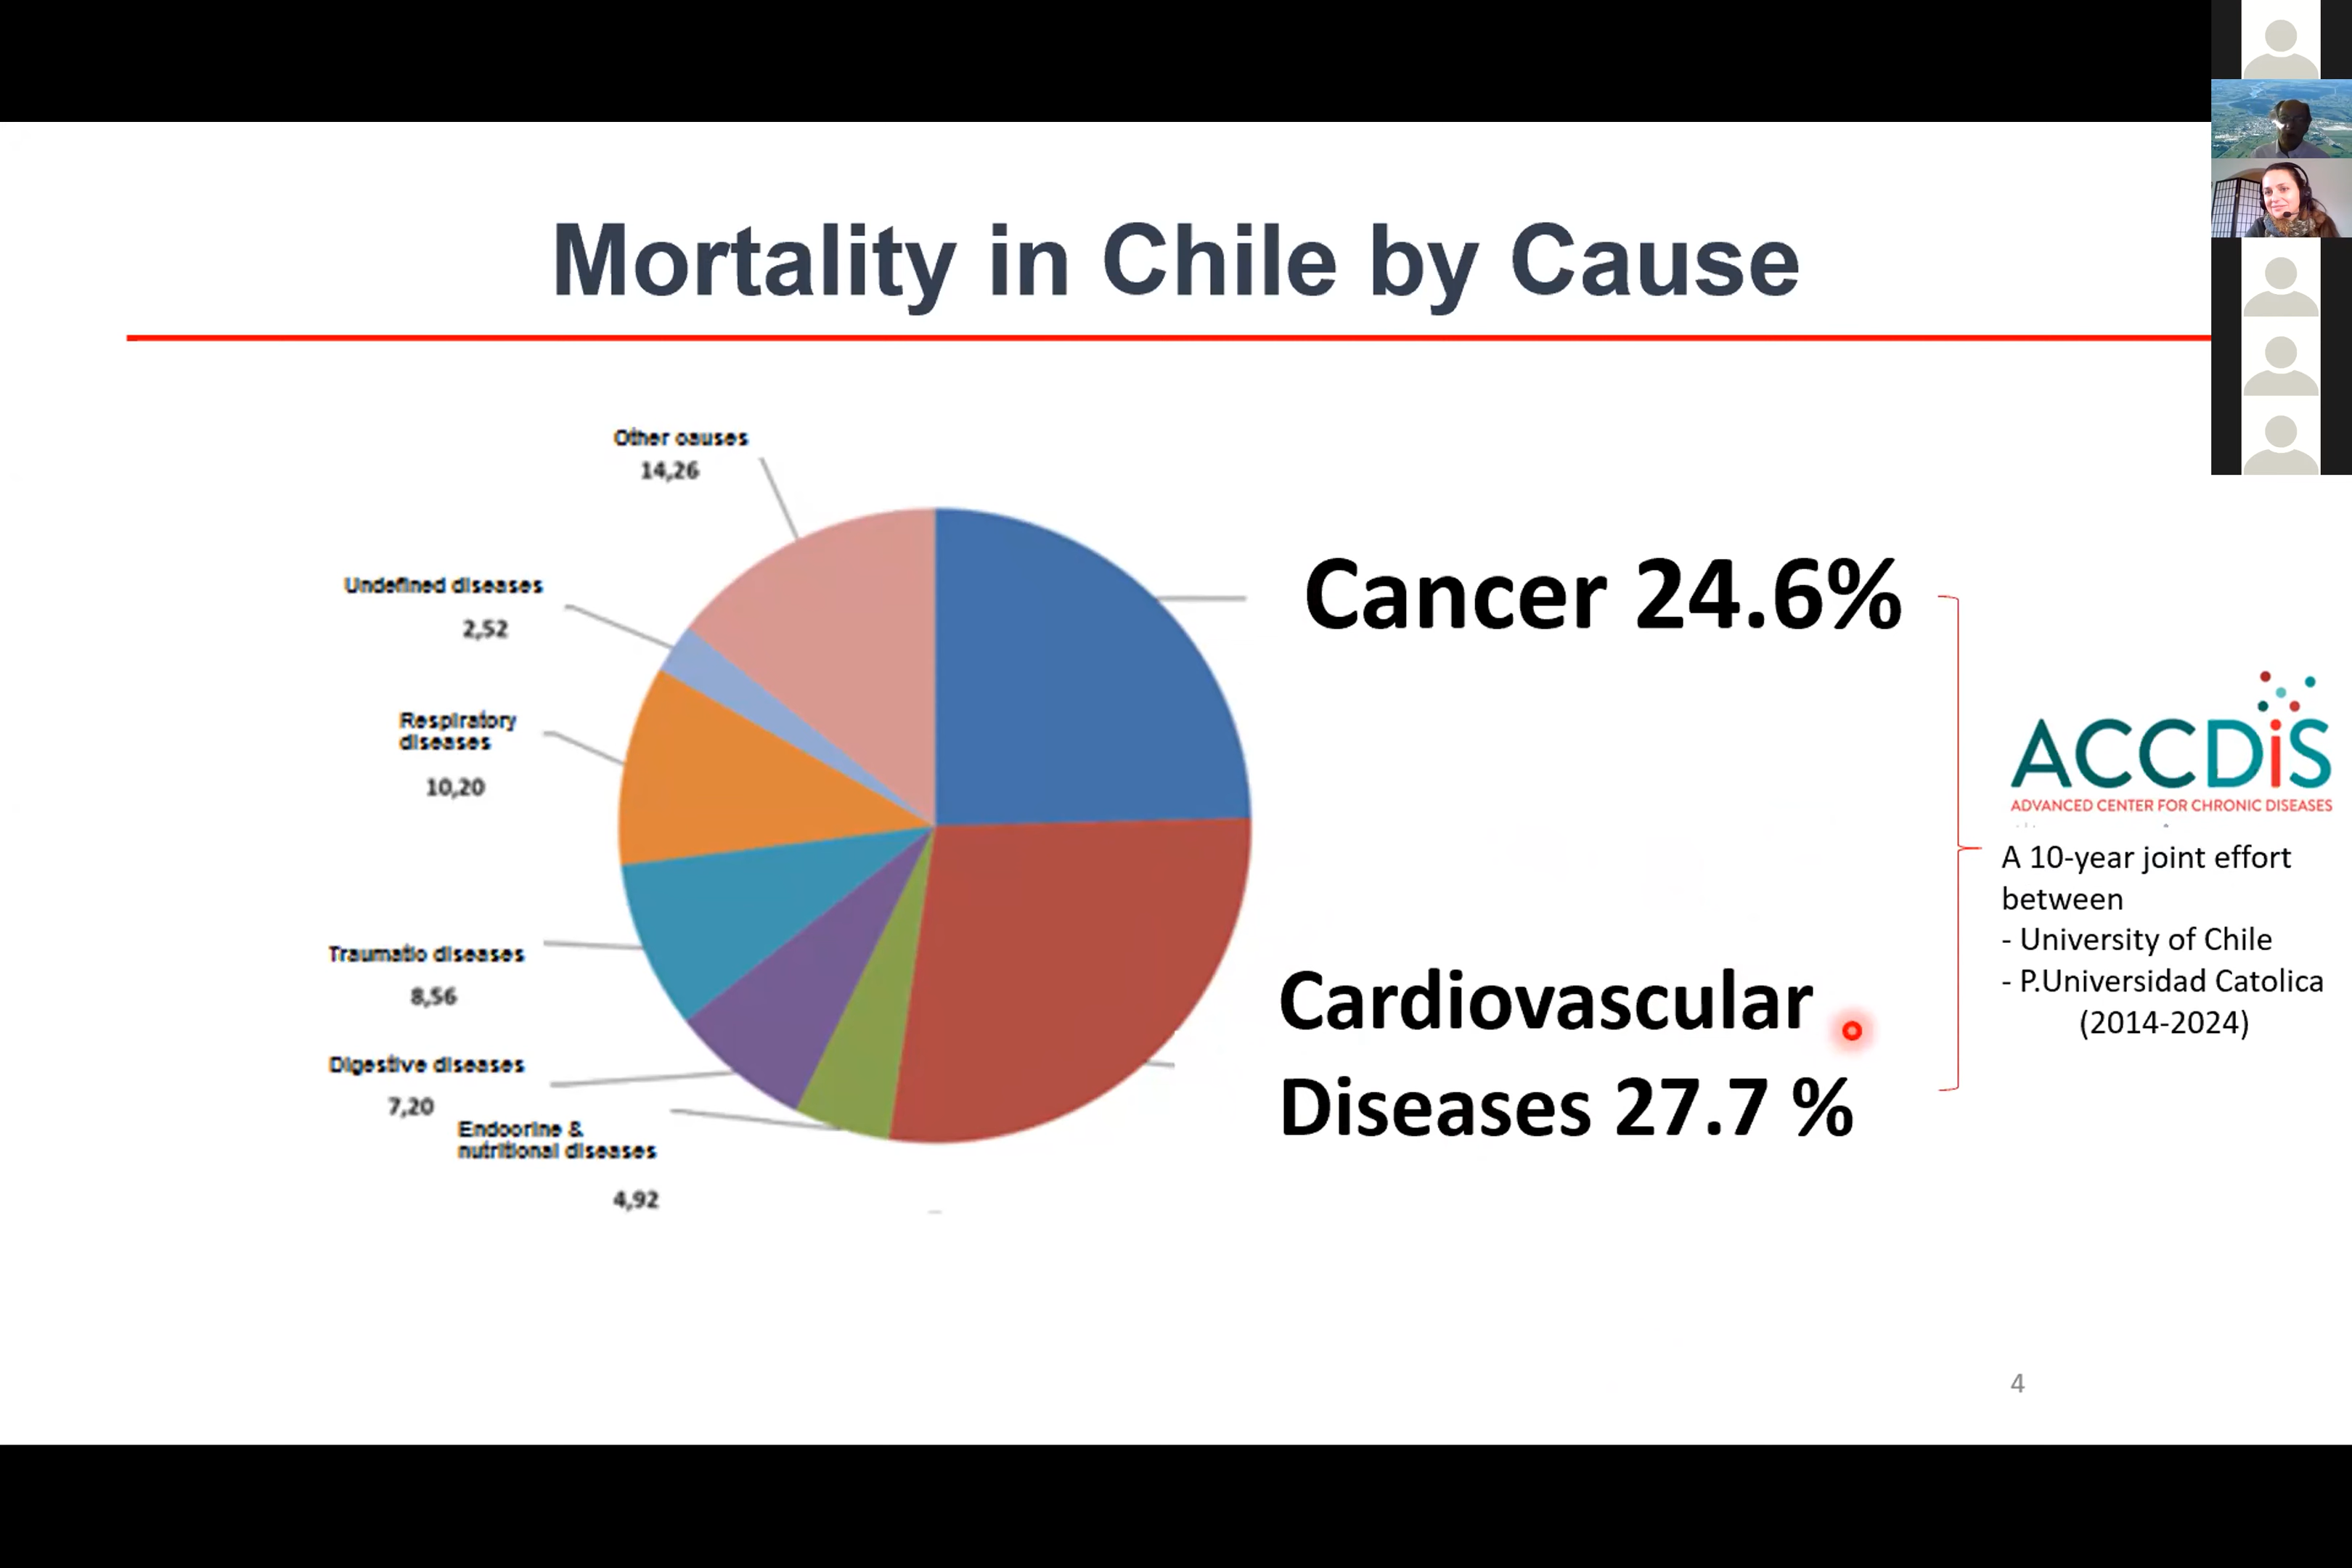 Mortality in Chile by Cause
Other causes
14,26
Undefined diseases
2,52
Respiratory
diseases
10,20
Traumatic diseases
8,56
Digestive diseases
7,20
Endocrine &
nutritional diseases
4,92
Cancer 24.6%
Cardiovascular
Diseases 27.7 %
ACCDiS
ADVANCED CENTER FOR CHRONIC DISEASES
A 10-year joint effort
between
- University of Chile
- P.Universidad Catolica
(2014-2024)
4